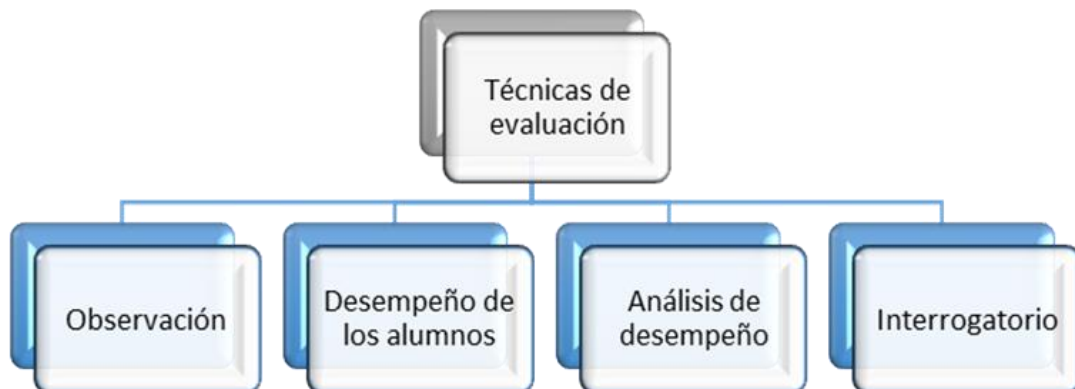 Técnicas de
evaluación
Observación
Desempeño de
los alumnos
Análisis de
desempeño
Interrogatorio